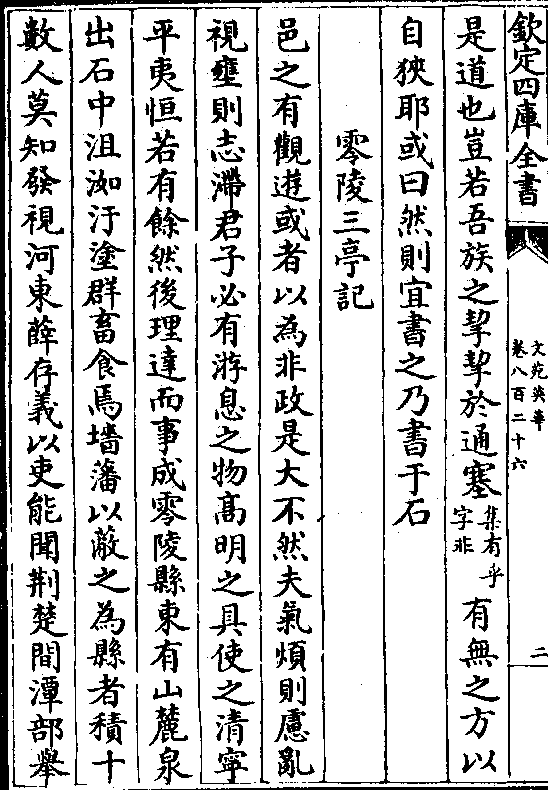 欽定四庫全書
文苑英華
卷八百二十六
二
是道也豈若吾族之挈挈於通塞集有乎字非有無之方以
自狹耶或曰然則宜書之乃書于石
零陵三亭記
邑之有觀遊或者以為非政是大不然夫氣煩則慮亂
視壅則志滯君子必有游息之物高明之具使之清寧
平夷恒若有餘然後理達而事成零陵縣東有山麓泉
出石中沮洳汙塗群畜食焉墻藩以蔽之為縣者積十
數人莫知發視河東薛存義以吏能聞荆楚間潭部舉